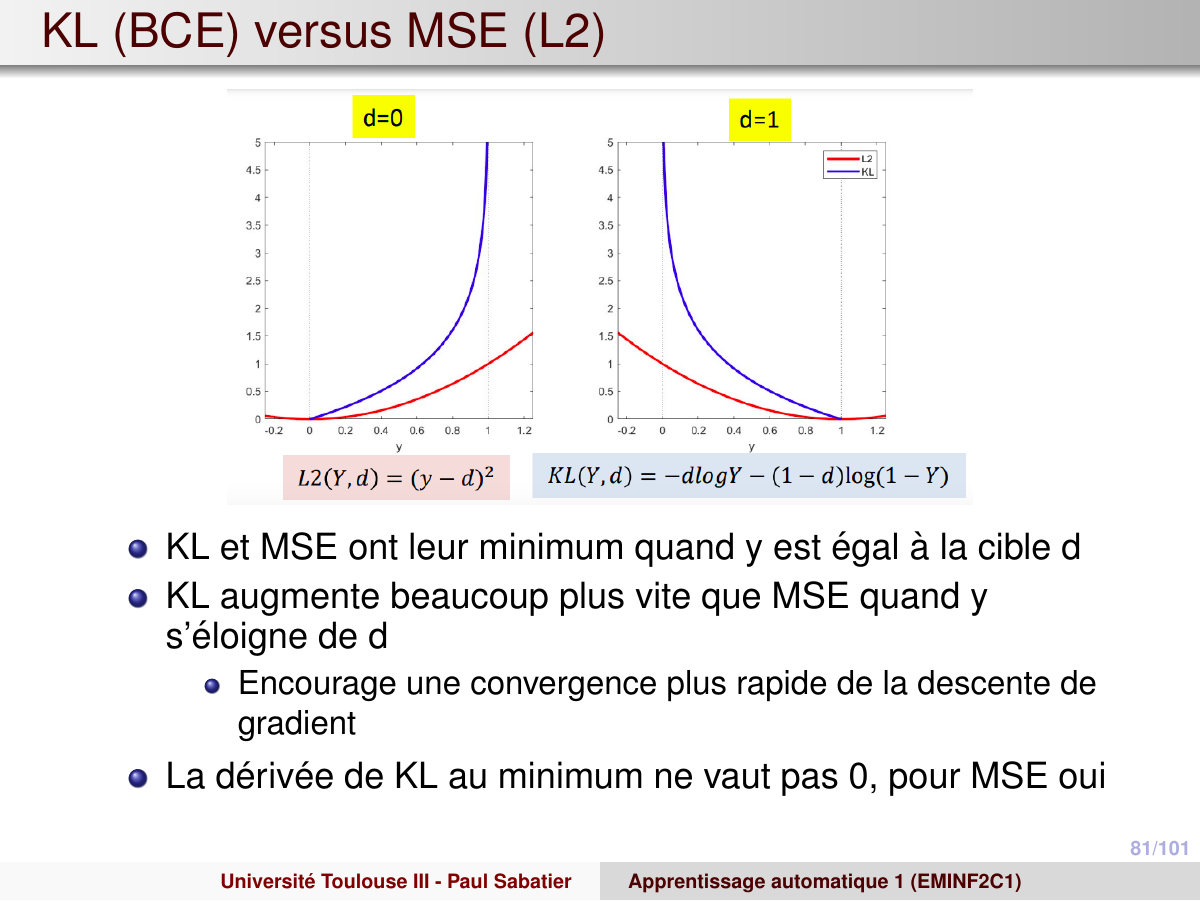 KL (BCE) versus MSE (L2)
d=0
d=1
5
4.5
4
3.5
3
2.5
2
1.5
1
0.5
0
-0.2 0 0.2 0.4 0.6 0.8 1 1.2
y
5
4.5
4
3.5
3
2.5
2
1.5
1
0.5
0
-0.2 0 0.2 0.4 0.6 0.8 1 1.2
y
L2
KL
L2(Y,d) = (y − d)²
KL(Y,d) = −dlogY − (1 − d)log(1 − Y)
KL et MSE ont leur minimum quand y est égal à la cible d
KL augmente beaucoup plus vite que MSE quand y
s'éloigne de d
Encourage une convergence plus rapide de la descente de
gradient
La dérivée de KL au minimum ne vaut pas 0, pour MSE oui
81/101
Université Toulouse III - Paul Sabatier
Apprentissage automatique 1 (EMINF2C1)